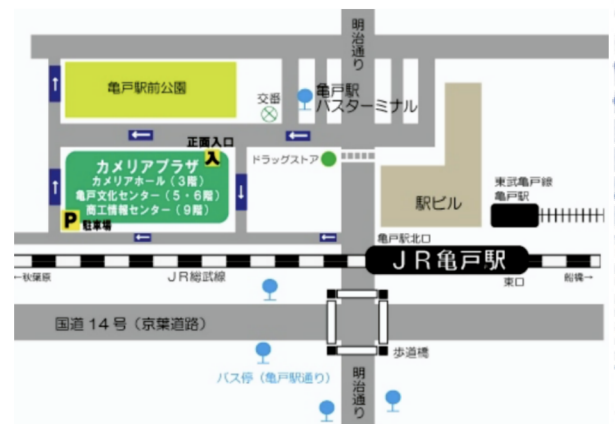 明治通り
亀戸駅前公園
交番
亀戸駅
バスターミナル
正面入口
カメリアプラザ
カメリアホール（3階）
亀戸文化センター（5・6階）
商工情報センター（9階）
P 駐車場
入
ドラッグストア
駅ビル
東武亀戸線
亀戸駅
亀戸駅北口
JR亀戸駅
←秋葉原
JR総武線
東口
船橋→
国道14号（京葉道路）
歩道橋
バス停（亀戸駅通り）
明治通り